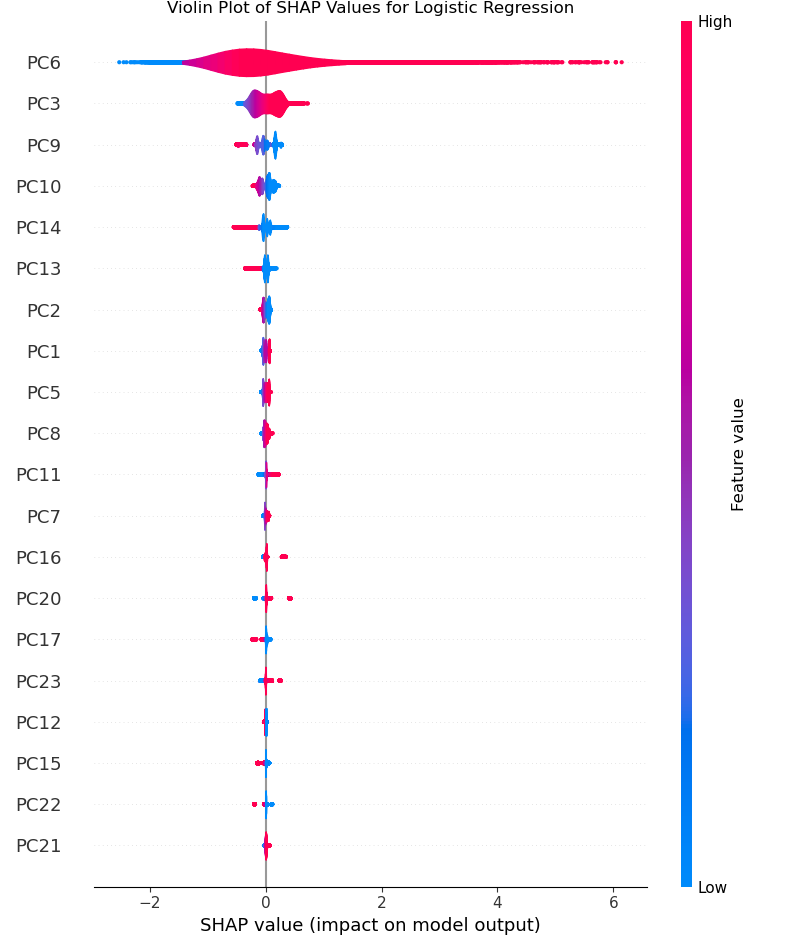 Violin Plot of SHAP Values for Logistic Regression
High
PC6
PC3
PC9
PC10
PC14
PC13
PC2
PC1
PC5
PC8
PC11
PC7
PC16
PC20
PC17
PC23
PC12
PC15
PC22
PC21
Feature value
Low
−2 0 2 4 6
SHAP value (impact on model output)